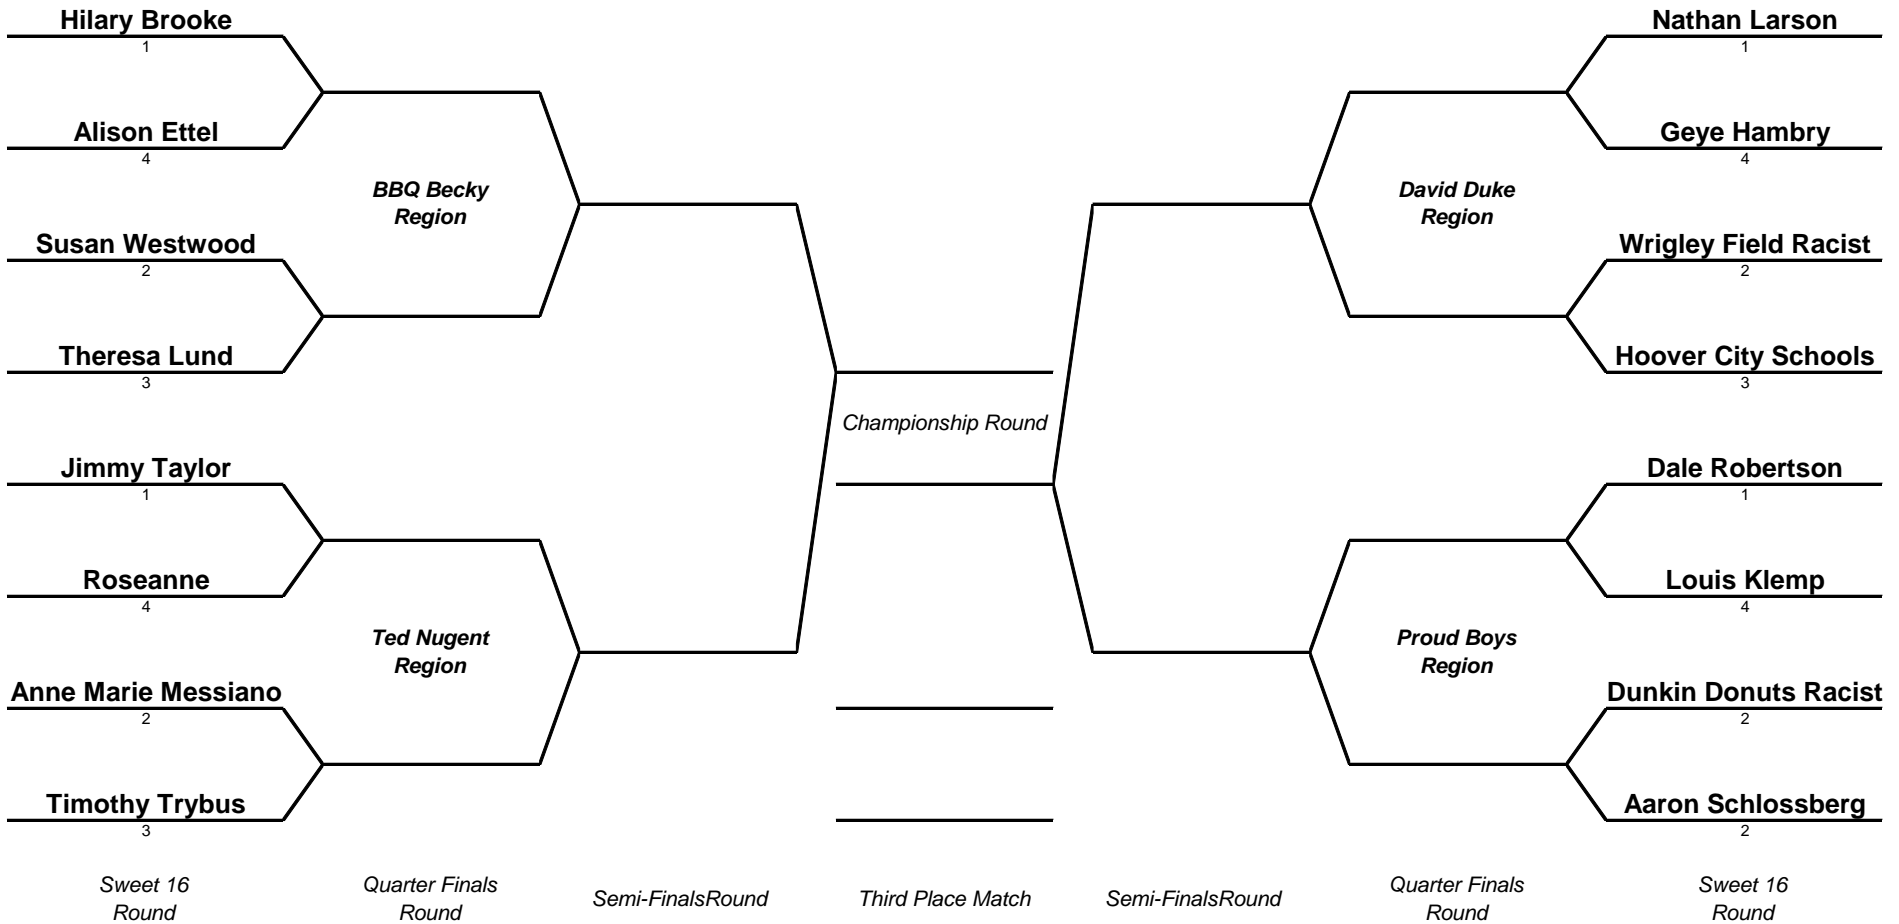 Hilary Brooke
1
Alison Ettel
4
BBQ Becky
Region
Susan Westwood
2
Theresa Lund
3
Jimmy Taylor
1
Roseanne
4
Ted Nugent
Region
Anne Marie Messiano
2
Timothy Trybus
3
Championship Round
Nathan Larson
1
Geye Hambry
4
David Duke
Region
Wrigley Field Racist
2
Hoover City Schools
3
Dale Robertson
1
Louis Klemp
4
Proud Boys
Region
Dunkin Donuts Racist
2
Aaron Schlossberg
2
Sweet 16
Round
Quarter Finals
Round
Semi-FinalsRound
Third Place Match
Semi-FinalsRound
Quarter Finals
Round
Sweet 16
Round